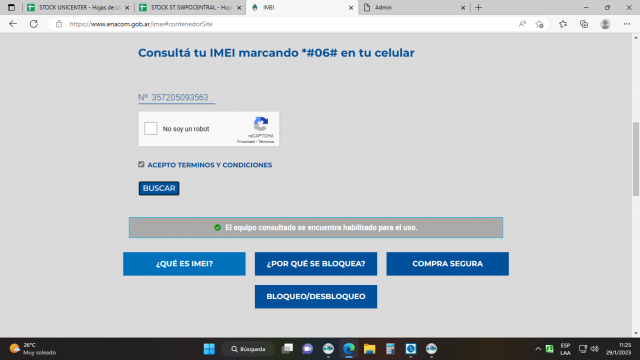 STOCK UNICENTER - Hojas de c
STOCK ST SWPOCENTRAL - Hoj
IMEI
Admin
https://www.enacom.gob.ar/imei#contenedorSite
Consultá tu IMEI marcando *#06# en tu celular
Nº 357205093563
No soy un robot
reCAPTCHA
Privacidad - Términos
ACEPTO TERMINOS Y CONDICIONES
BUSCAR
El equipo consultado se encuentra habilitado para el uso.
¿QUÉ ES IMEI?
¿POR QUÉ SE BLOQUEA?
COMPRA SEGURA
BLOQUEO/DESBLOQUEO
26°C
Muy soleado
Búsqueda
ESP
LAA
11:25
29/1/2023